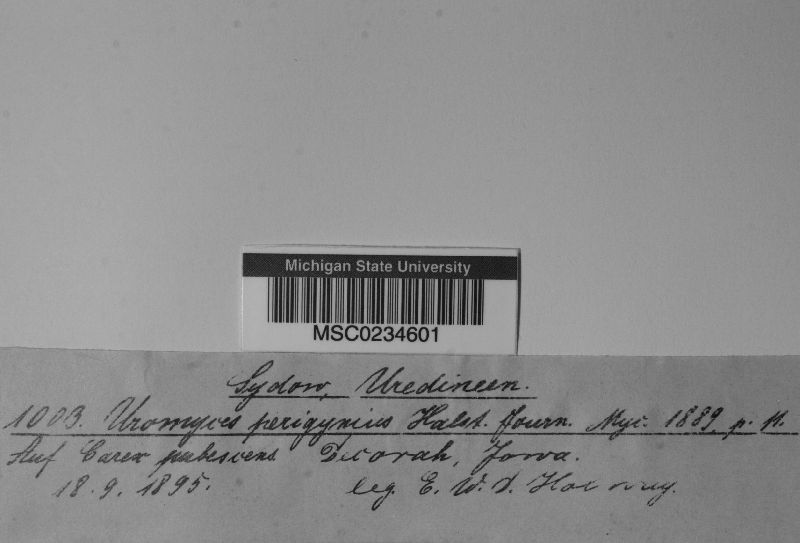 Michigan State University
MSC0234601
Sydow, Uredineen.
1003. Uromyces perigynius Halst. Journ. Myc. 1889 p. 11.
Auf Carex pubescens Decorah, Iowa.
18. 9. 1895. leg. E. W. D. Holway.